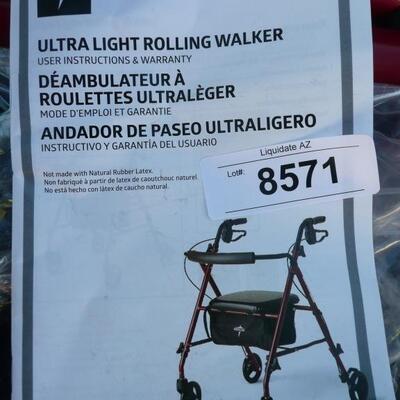 ULTRA LIGHT ROLLING WALKER
USER INSTRUCTIONS & WARRANTY
DÉAMBULATEUR À
ROULETTES ULTRALÈGER
MODE D'EMPLOI ET GARANTIE
ANDADOR DE PASEO ULTRALIGERO
INSTRUCTIVO Y GARANTÍA DEL USUARIO
Not made with Natural Rubber Latex.
Non fabriqué à partir de latex de caoutchouc naturel.
No está hecho con látex de caucho natural.
Liquidate AZ
Lot#:
8571